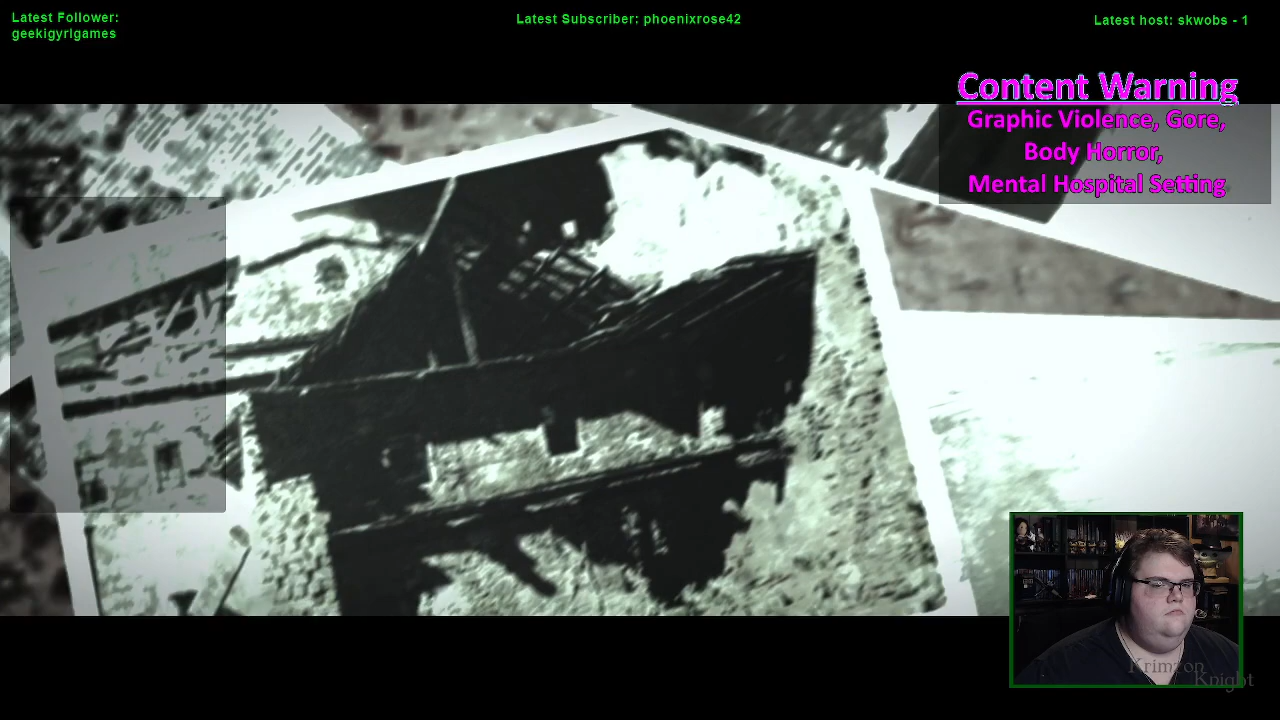 Latest Follower:
geekigyrlgames
Latest Subscriber: phoenixrose42
Latest host: skwobs - 1
Content Warning
Graphic Violence, Gore,
Body Horror,
Mental Hospital Setting
Krimzon
Knight